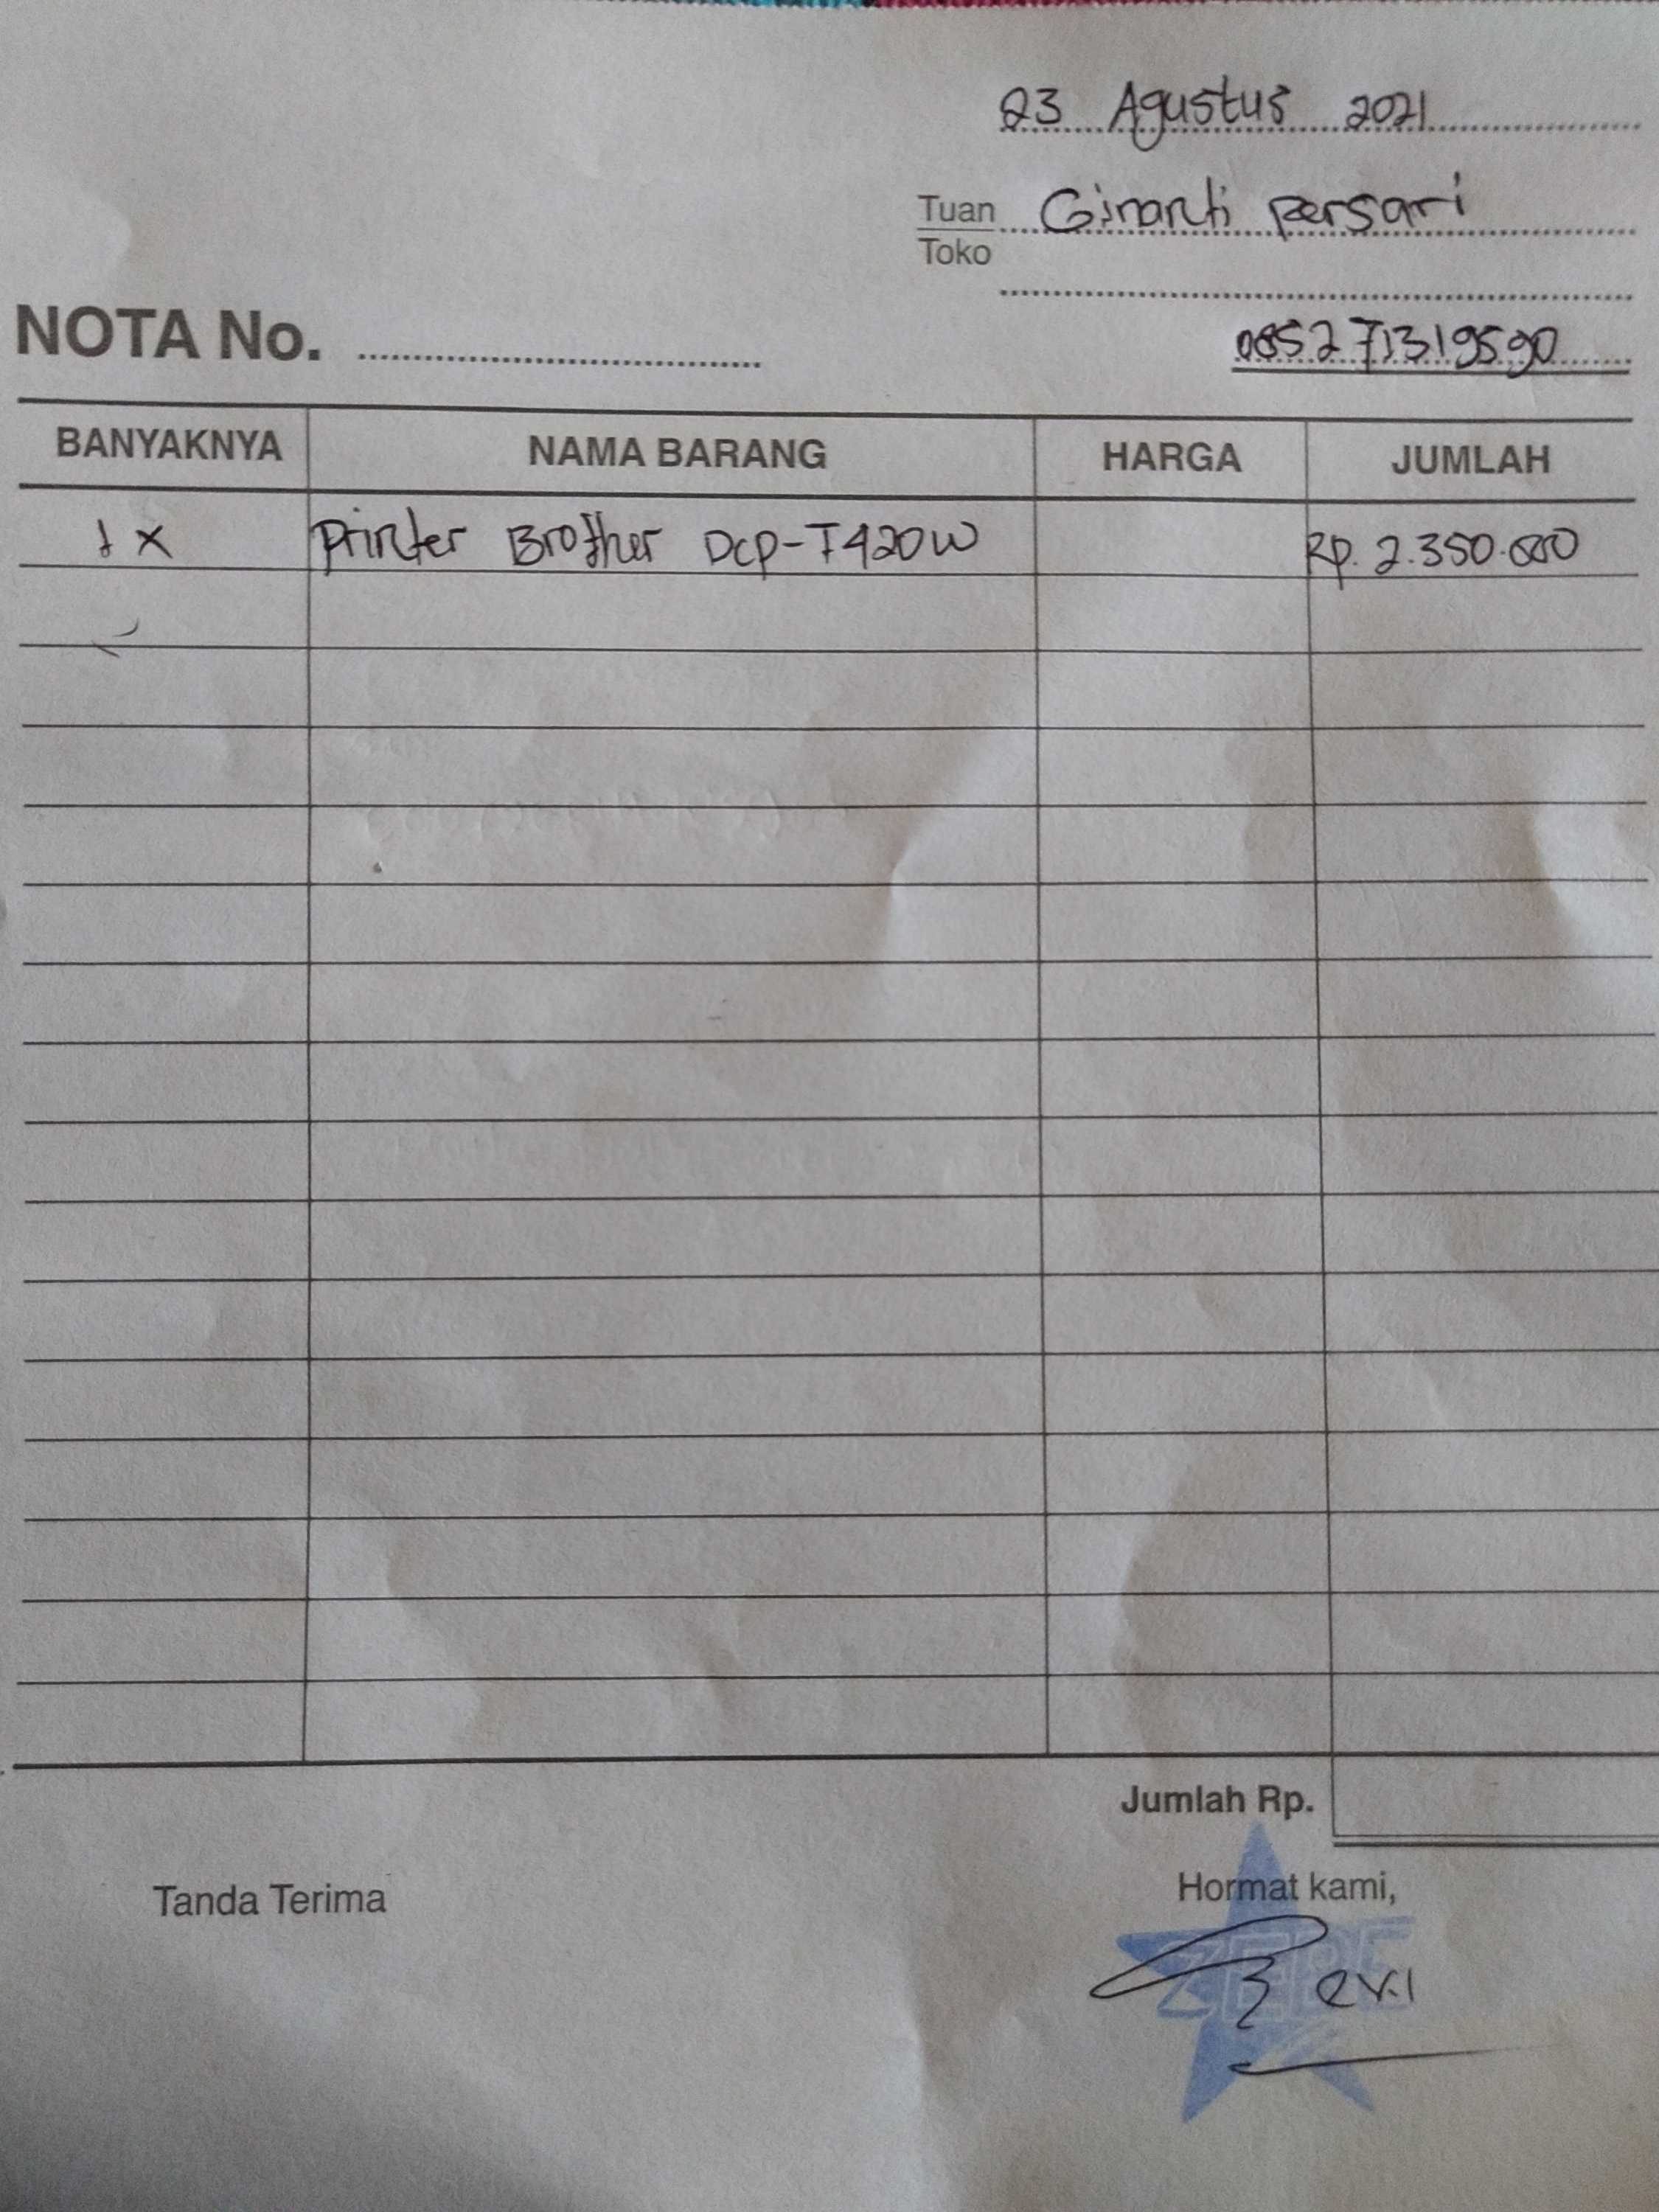 23 Agustus 2021
Tuan Ginanti persari
Toko
NOTA No.
085271319590
BANYAKNYA NAMA BARANG HARGA JUMLAH
1 x Printer Brother Dcp-T420W Rp. 2.350.000
Jumlah Rp.
Tanda Terima Hormat kami,